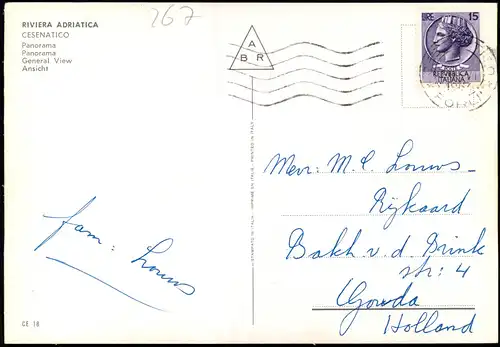 267
RIVIERA ADRIATICA
CESENATICO
Panorama
Panorama
General View
Ansicht
A
B R
LIRE 15
REPVBBLICA
ITALIANA
Mevr: M. C. Louws-
Rijkaard
Bakh v. d. Brink
str: 4
Gouda
Holland
fam: Louws
CE 18